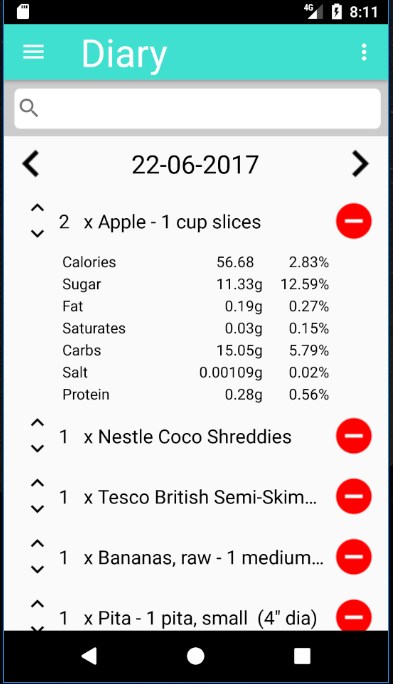 4G 8:11
Diary
22-06-2017
2 x Apple - 1 cup slices
Calories 56.68 2.83%
Sugar 11.33g 12.59%
Fat 0.19g 0.27%
Saturates 0.03g 0.15%
Carbs 15.05g 5.79%
Salt 0.00109g 0.02%
Protein 0.28g 0.56%
1 x Nestle Coco Shreddies
1 x Tesco British Semi-Skim...
1 x Bananas, raw - 1 medium...
1 x Pita - 1 pita, small (4" dia)